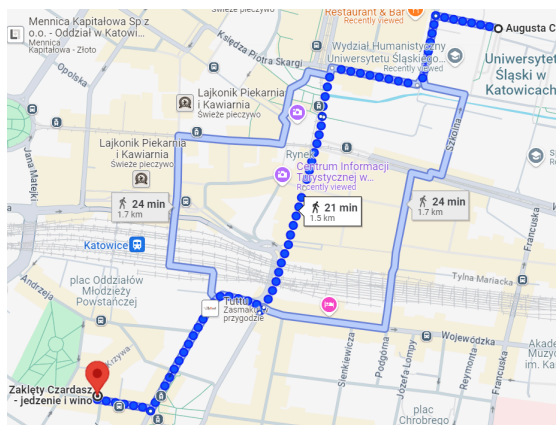 Mennica Kapitałowa Sp z
o.o. - Oddział w Katowi...
Mennica
Kapitałowa - Złoto
Świeże pieczywo
Restaurant & Bar
Recently viewed
Augusta C
Księdza Piotra Skargi
Wydział Humanistyczny
Uniwersytetu Śląskiego...
Recently viewed
Uniwersytet
Śląski w
Katowicach
Opolska
Lajkonik Piekarnia
i Kawiarnia
Świeże pieczywo
Lajkonik Piekarnia
i Kawiarnia
Świeże pieczywo
Jana Matejki
Rynek
Centrum Informacji
Turystycznej w...
Recently viewed
Szkolna
24 min
1.7 km
21 min
1.5 km
24 min
1.7 km
Francuska
Katowice
Tylna Mariacka
plac Oddziałów
Młodzieży
Powstańczej
Andrzeja
Tuttu
Zasmakuj w
przygodzie
Wojewódzka
Sienkiewicza
Podgórna
Józefa Lompy
Reymonta
Francuska
Zaklęty Czardasz
- jedzenie i wino
plac
Chrobrego